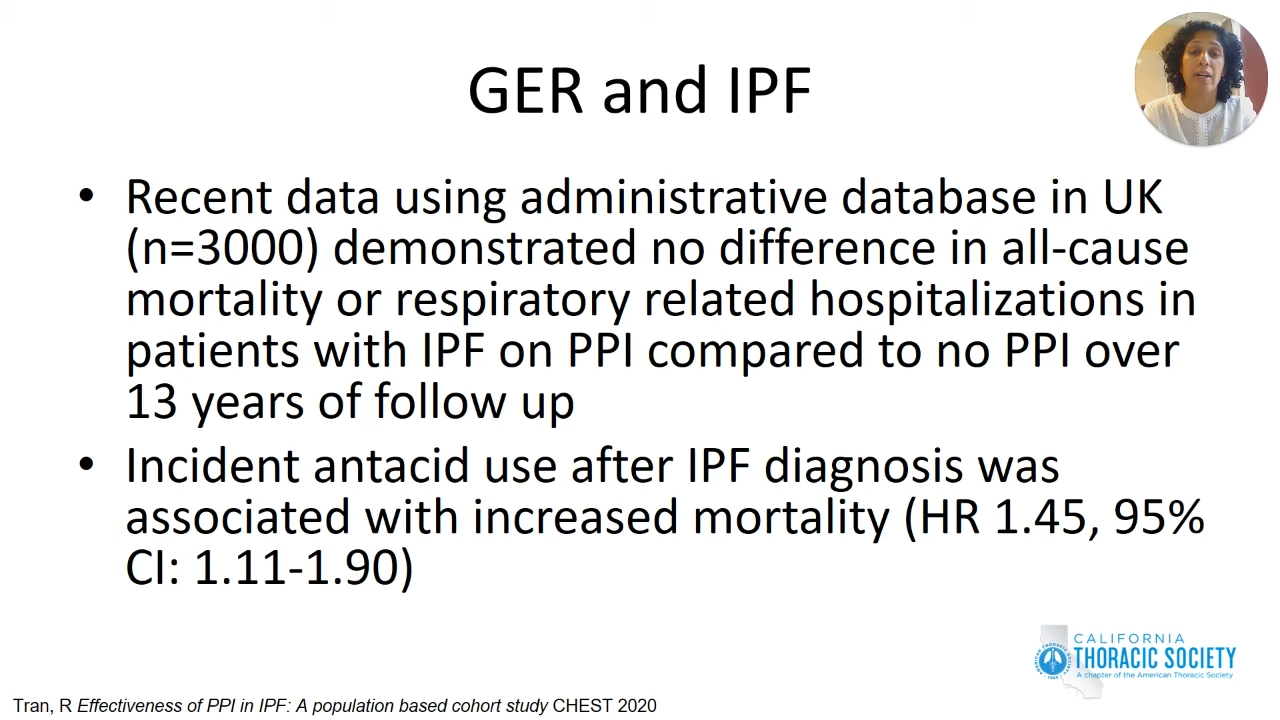 GER and IPF
• Recent data using administrative database in UK
(n=3000) demonstrated no difference in all-cause
mortality or respiratory related hospitalizations in
patients with IPF on PPI compared to no PPI over
13 years of follow up
• Incident antacid use after IPF diagnosis was
associated with increased mortality (HR 1.45, 95%
CI: 1.11-1.90)
CALIFORNIA
THORACIC SOCIETY
A chapter of the American Thoracic Society
Tran, R Effectiveness of PPI in IPF: A population based cohort study CHEST 2020